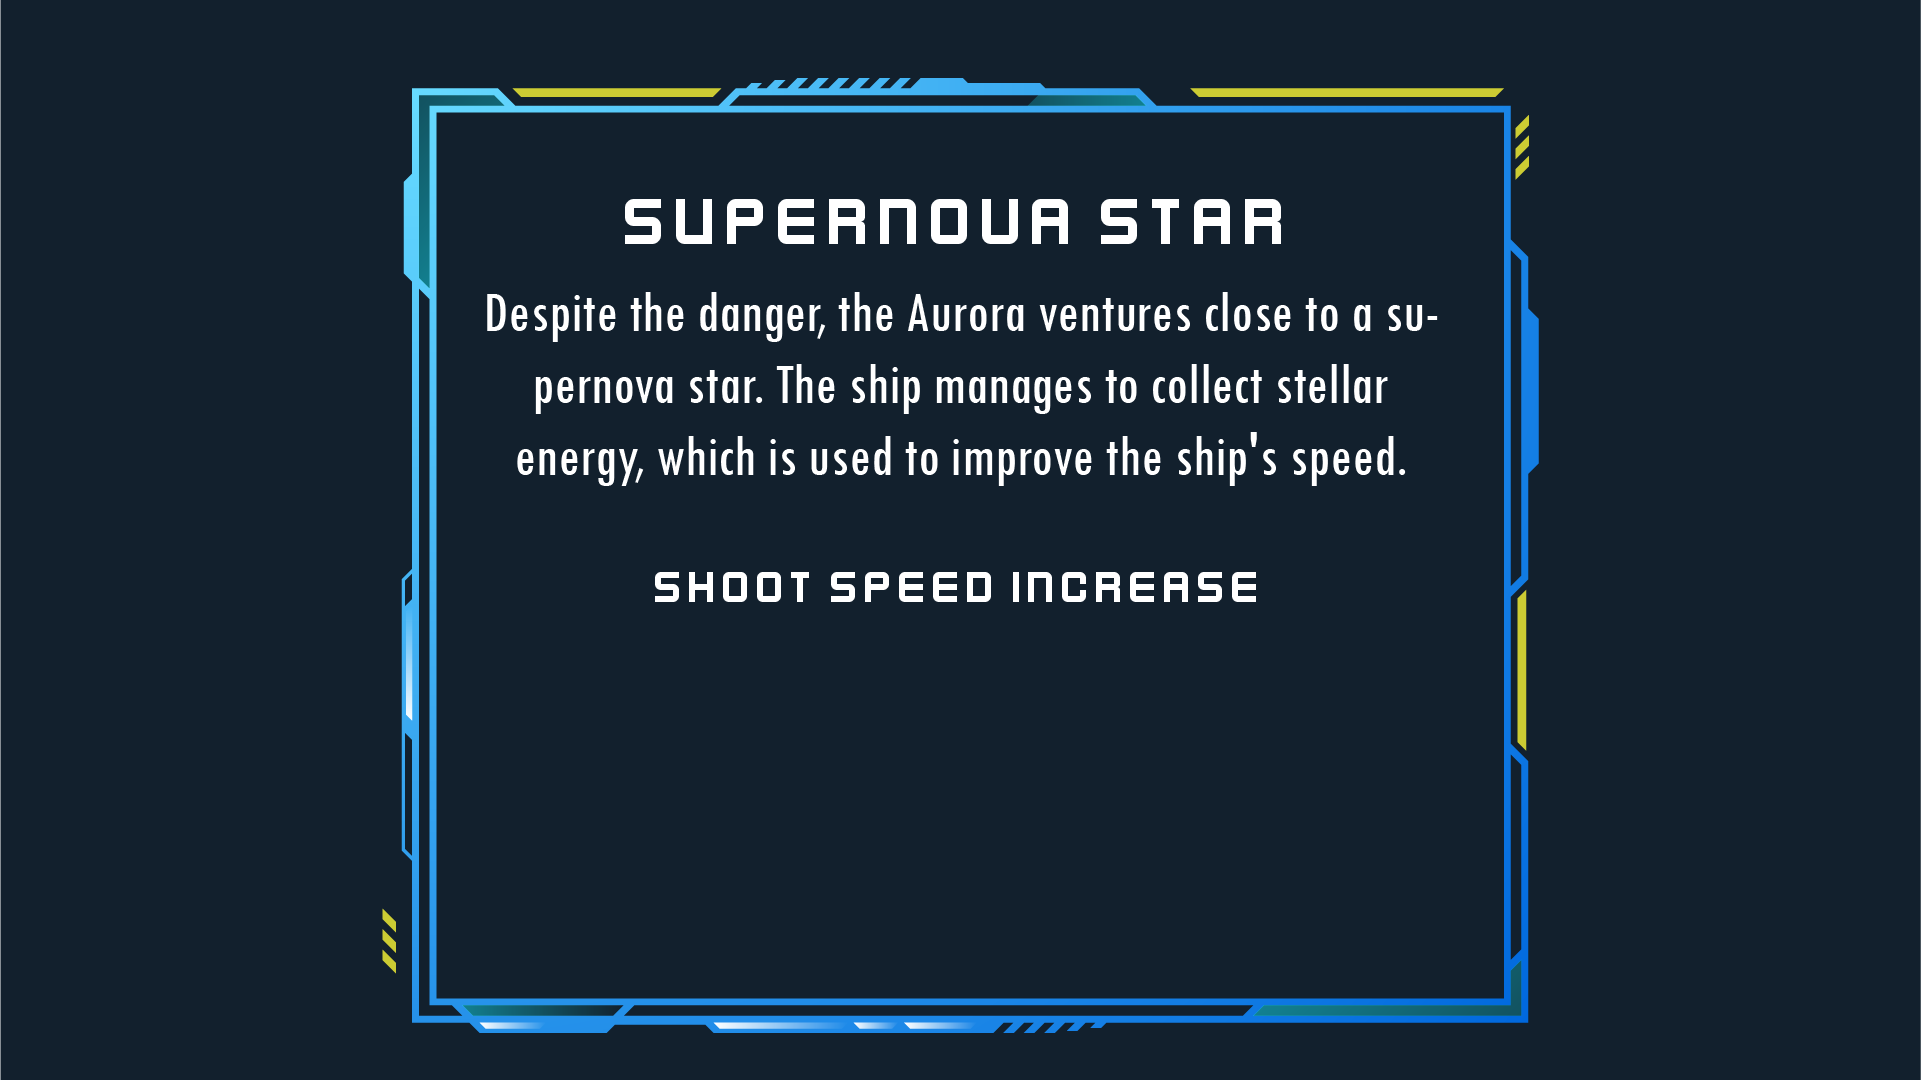 SUPERNOVA STAR
Despite the danger, the Aurora ventures close to a su-
pernova star. The ship manages to collect stellar
energy, which is used to improve the ship's speed.
SHOOT SPEED INCREASE